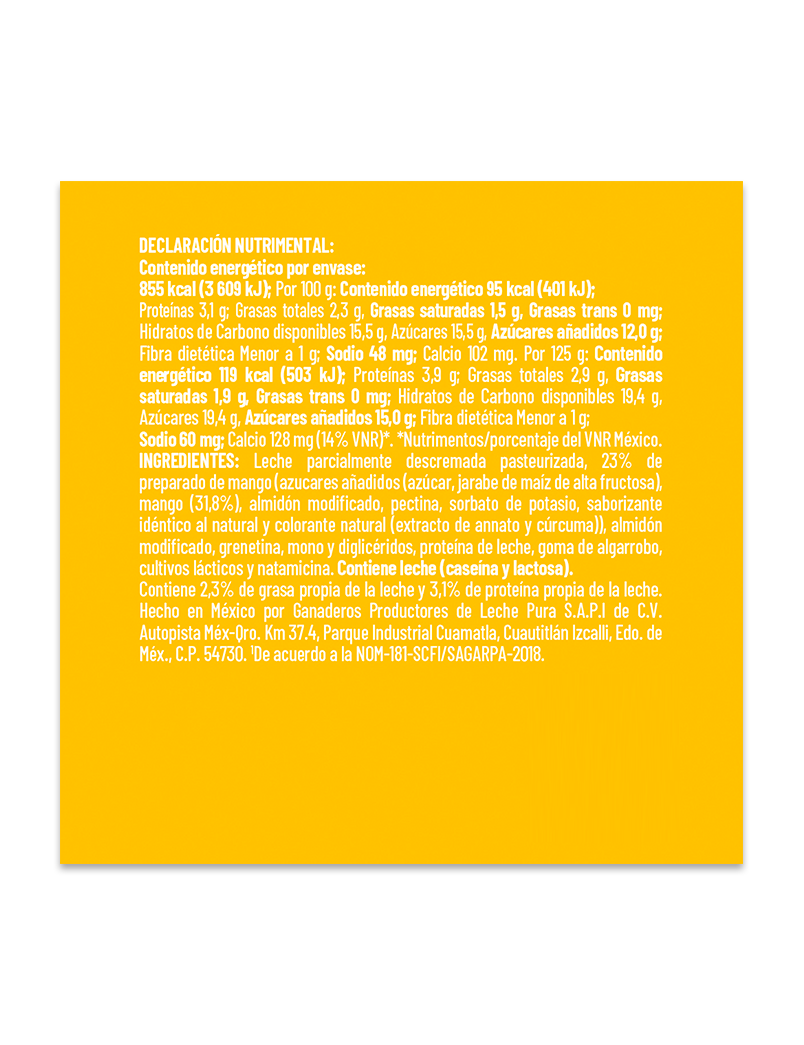 DECLARACIÓN NUTRIMENTAL:
Contenido energético por envase:
855 kcal (3 609 kJ); Por 100 g: Contenido energético 95 kcal (401 kJ);
Proteínas 3,1 g; Grasas totales 2,3 g, Grasas saturadas 1,5 g, Grasas trans 0 mg;
Hidratos de Carbono disponibles 15,5 g, Azúcares 15,5 g, Azúcares añadidos 12,0 g;
Fibra dietética Menor a 1 g; Sodio 48 mg; Calcio 102 mg. Por 125 g: Contenido
energético 119 kcal (503 kJ); Proteínas 3,9 g; Grasas totales 2,9 g, Grasas
saturadas 1,9 g, Grasas trans 0 mg; Hidratos de Carbono disponibles 19,4 g,
Azúcares 19,4 g, Azúcares añadidos 15,0 g; Fibra dietética Menor a 1 g;
Sodio 60 mg; Calcio 128 mg (14% VNR)*. *Nutrimentos/porcentaje del VNR México.
INGREDIENTES: Leche parcialmente descremada pasteurizada, 23% de
preparado de mango (azucares añadidos (azúcar, jarabe de maíz de alta fructosa),
mango (31,8%), almidón modificado, pectina, sorbato de potasio, saborizante
idéntico al natural y colorante natural (extracto de annato y cúrcuma)), almidón
modificado, grenetina, mono y diglicéridos, proteína de leche, goma de algarrobo,
cultivos lácticos y natamicina. Contiene leche (caseína y lactosa).
Contiene 2,3% de grasa propia de la leche y 3,1% de proteína propia de la leche.
Hecho en México por Ganaderos Productores de Leche Pura S.A.P.I de C.V.
Autopista Méx-Qro. Km 37.4, Parque Industrial Cuamatla, Cuautitlán Izcalli, Edo. de
Méx., C.P. 54730. ¹De acuerdo a la NOM-181-SCFI/SAGARPA-2018.